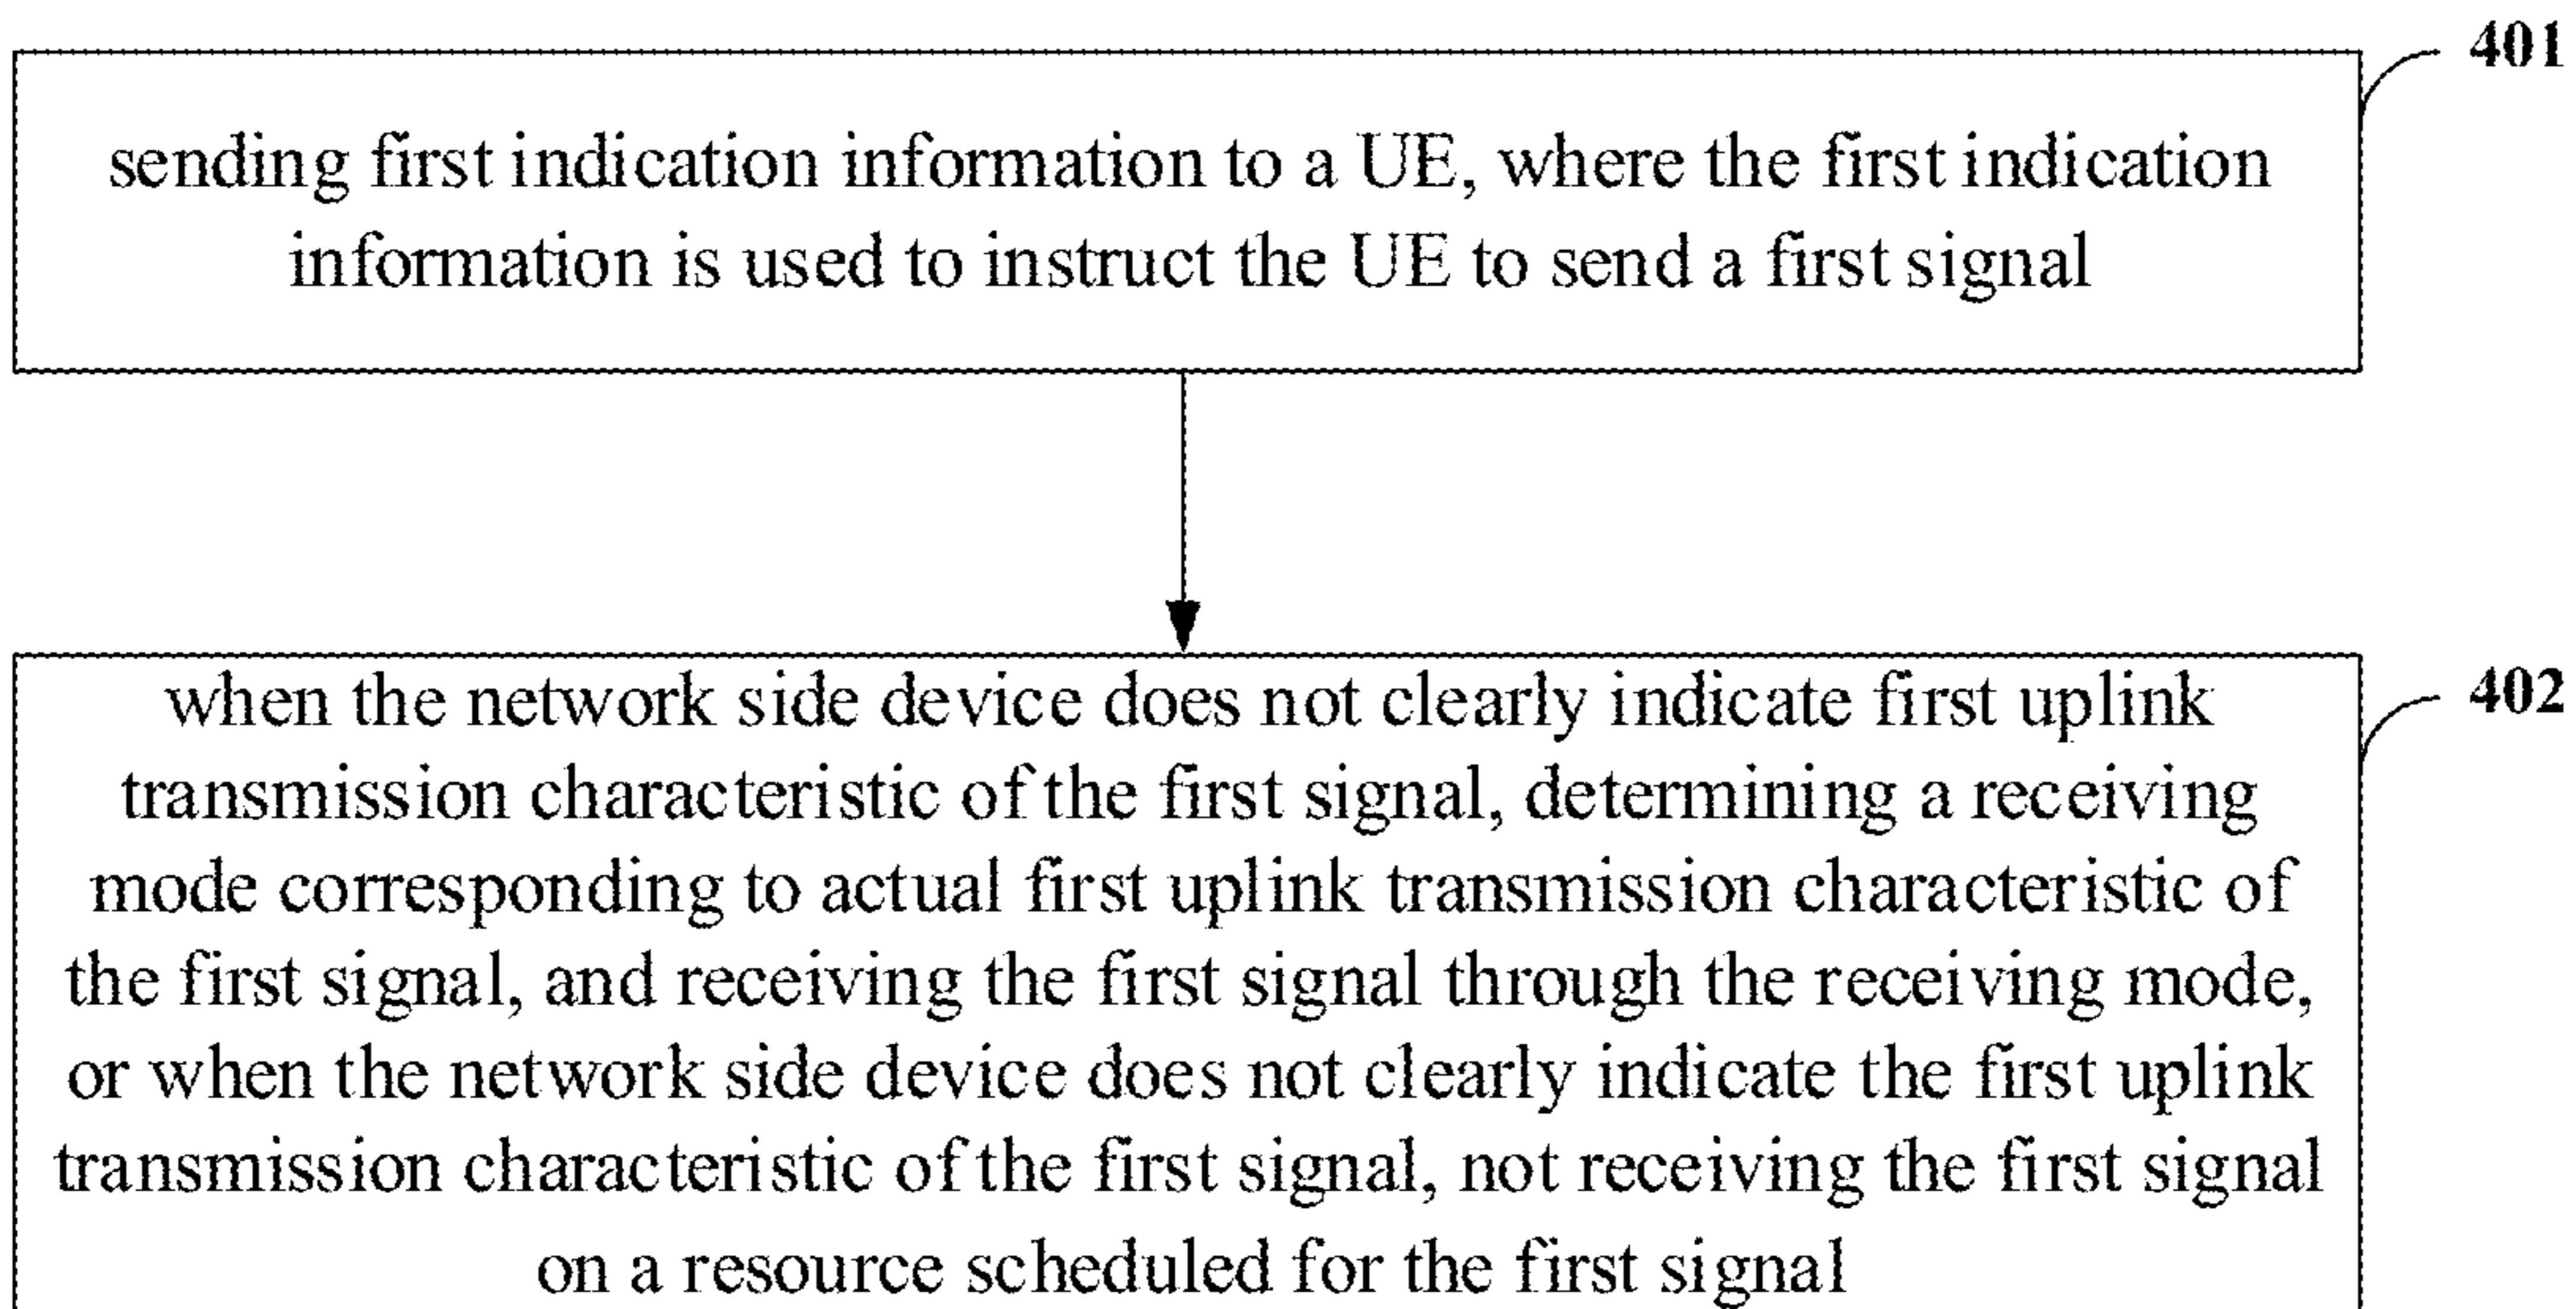 401
sending first indication information to a UE, where the first indication
information is used to instruct the UE to send a first signal
402
when the network side device does not clearly indicate first uplink
transmission characteristic of the first signal, determining a receiving
mode corresponding to actual first uplink transmission characteristic of
the first signal, and receiving the first signal through the receiving mode,
or when the network side device does not clearly indicate the first uplink
transmission characteristic of the first signal, not receiving the first signal
on a resource scheduled for the first signal